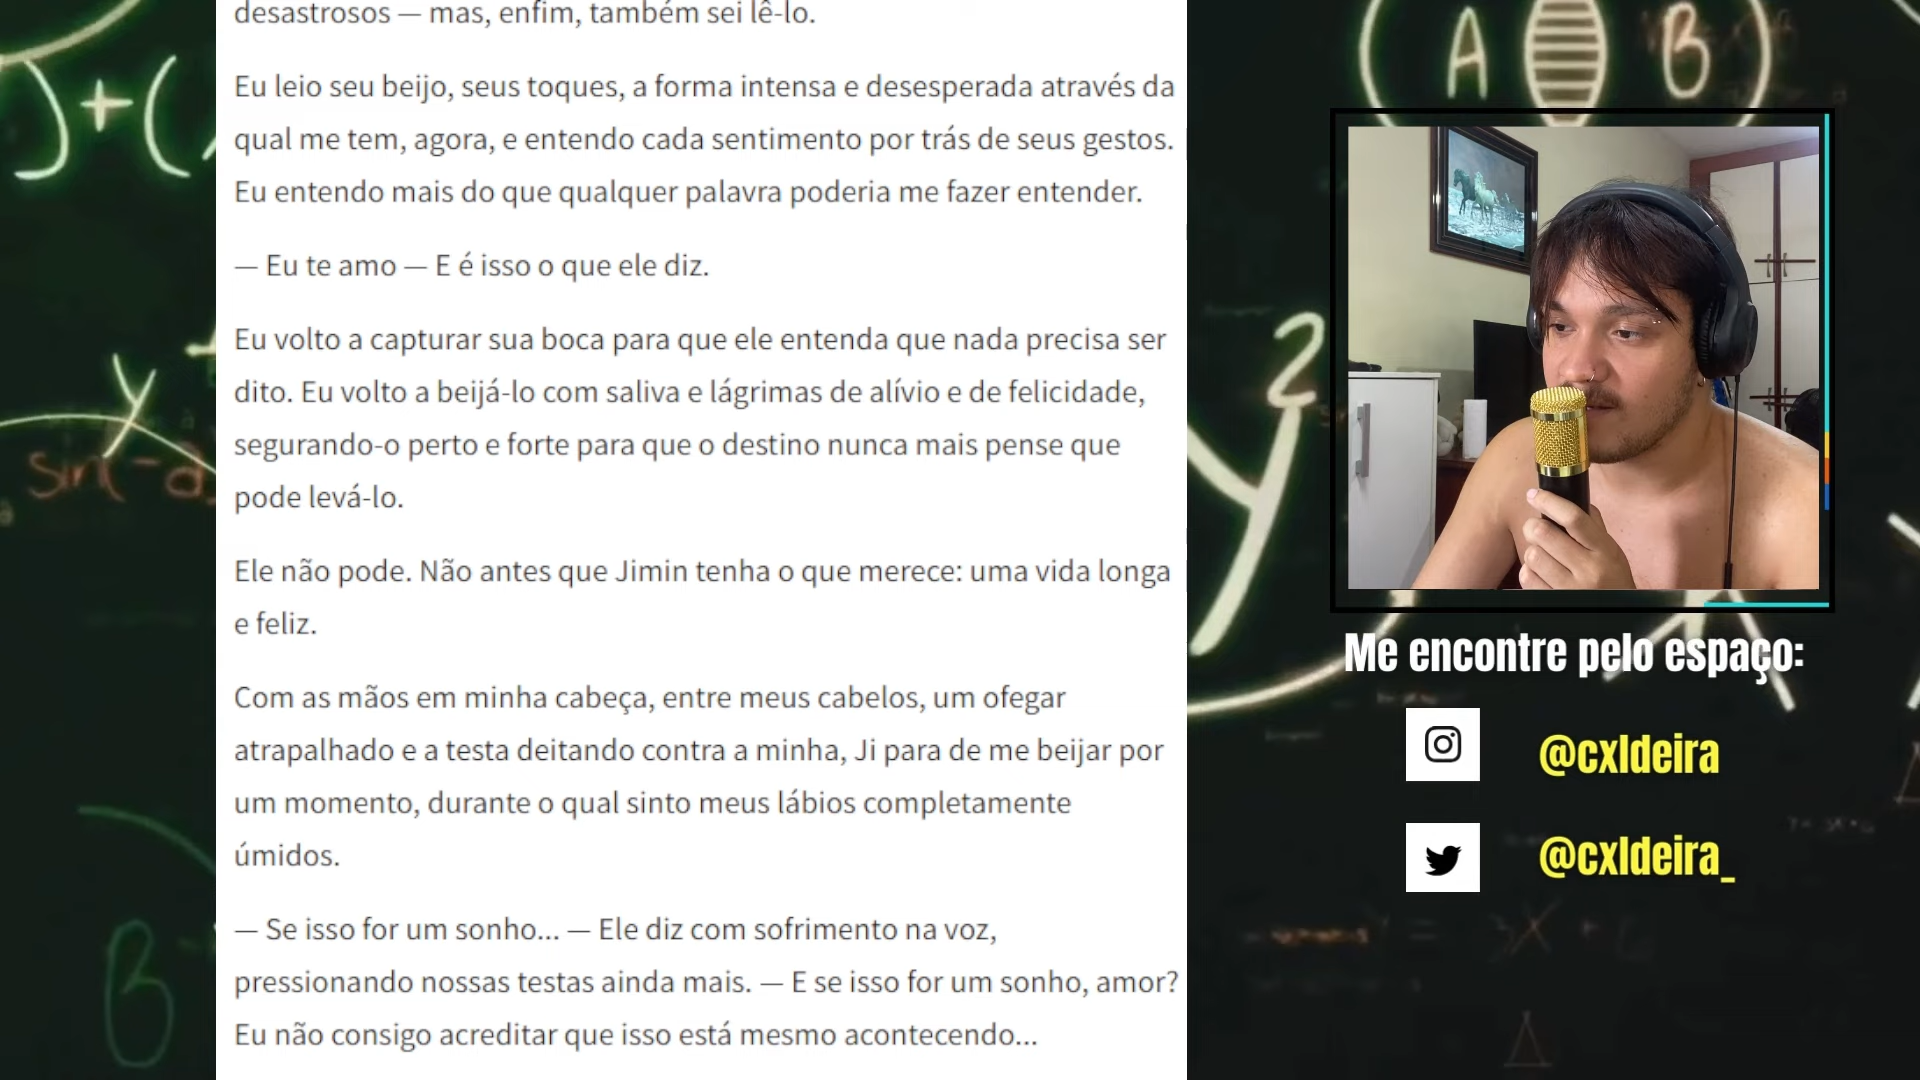 desastrosos — mas, enfim, também sei lê-lo.
Eu leio seu beijo, seus toques, a forma intensa e desesperada através da
qual me tem, agora, e entendo cada sentimento por trás de seus gestos.
Eu entendo mais do que qualquer palavra poderia me fazer entender.
— Eu te amo — E é isso o que ele diz.
Eu volto a capturar sua boca para que ele entenda que nada precisa ser
dito. Eu volto a beijá-lo com saliva e lágrimas de alívio e de felicidade,
segurando-o perto e forte para que o destino nunca mais pense que
pode levá-lo.
Ele não pode. Não antes que Jimin tenha o que merece: uma vida longa
e feliz.
Com as mãos em minha cabeça, entre meus cabelos, um ofegar
atrapalhado e a testa deitando contra a minha, Ji para de me beijar por
um momento, durante o qual sinto meus lábios completamente
úmidos.
— Se isso for um sonho... — Ele diz com sofrimento na voz,
pressionando nossas testas ainda mais. — E se isso for um sonho, amor?
Eu não consigo acreditar que isso está mesmo acontecendo...
)+(
y
sin
B
A B
y²
Me encontre pelo espaço:
@cxldeira
@cxldeira_